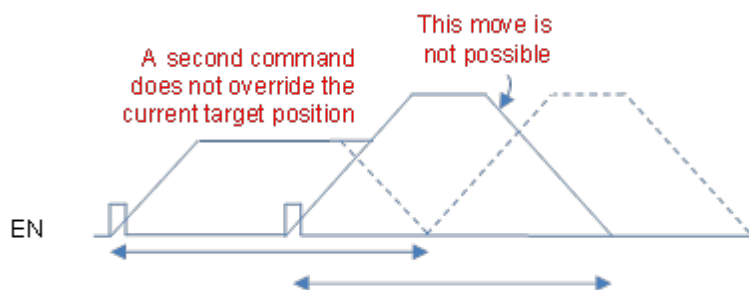 This move is
not possible
A second command
does not override the
current target position
EN